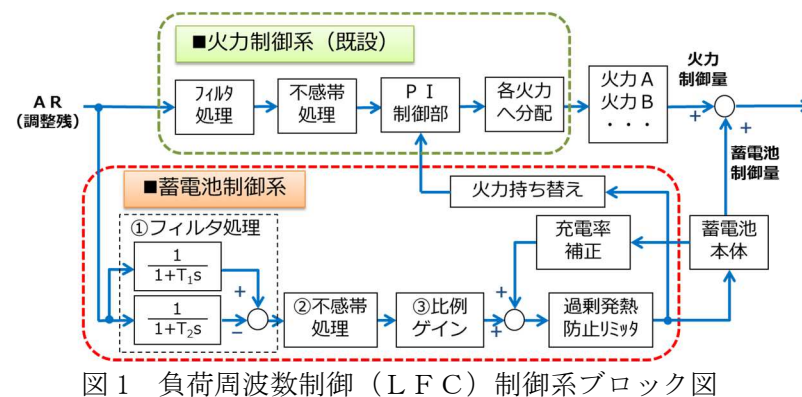 ■火力制御系（既設）
ＡＲ
（調整残）
フィルタ
処理
不感帯
処理
ＰＩ
制御部
各火力
へ分配
火力Ａ
火力Ｂ
・・・
火力
制御量
+
+
蓄電池
制御量
■蓄電池制御系
火力持ち替え
①フィルタ処理
1
1+T₁s
1
1+T₂s
+
−
②不感帯
処理
③比例
ゲイン
+
+
充電率
補正
過剰発熱
防止リミッタ
蓄電池
本体
図１　負荷周波数制御（ＬＦＣ）制御系ブロック図